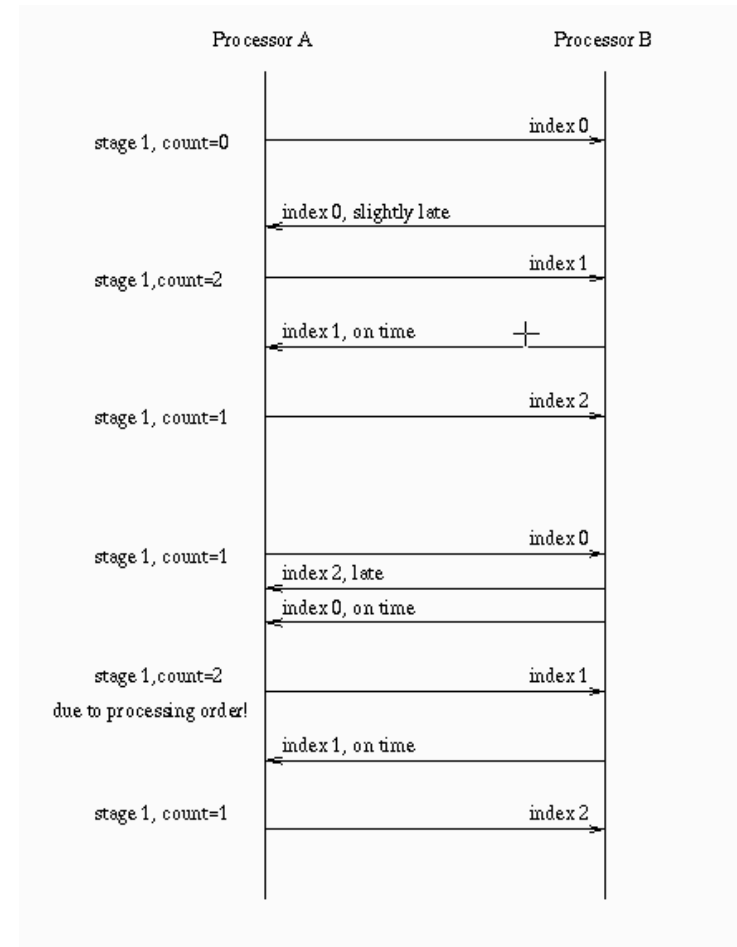 Processor A
Processor B
index 0
stage 1, count=0
index 0, slightly late
index 1
stage 1,count=2
index 1, on time
index 2
stage 1, count=1
index 0
stage 1, count=1
index 2, late
index 0, on time
stage 1,count=2
index 1
due to processing order!
index 1, on time
stage 1, count=1
index 2